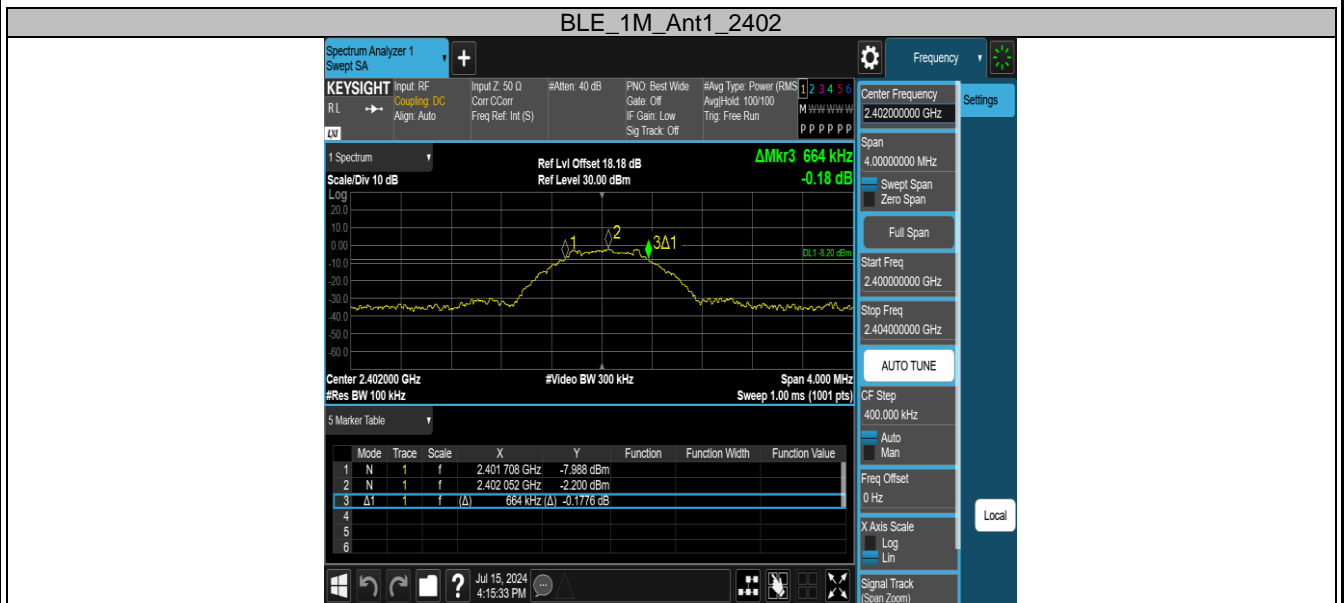 BLE_1M_Ant1_2402
Spectrum Analyzer 1
Swept SA
Frequency
KEYSIGHT
RL
LXI
Input: RF
Coupling: DC
Align: Auto
Input Z: 50 Ω
Corr CCorr
Freq Ref: Int (S)
#Atten: 40 dB
PNO: Best Wide
Gate: Off
IF Gain: Low
Sig Track: Off
#Avg Type: Power (RMS
Avg|Hold: 100/100
Trig: Free Run
1 2 3 4 5 6
M W W W W W
P P P P P P
1 Spectrum
Scale/Div 10 dB
Ref Lvl Offset 18.18 dB
Ref Level 30.00 dBm
ΔMkr3 664 kHz
-0.18 dB
Log
20.0
10.0
0.00
-10.0
-20.0
-30.0
-40.0
-50.0
-60.0
1
2
3Δ1
DL1 -8.20 dBm
Center 2.402000 GHz
#Video BW 300 kHz
Span 4.000 MHz
#Res BW 100 kHz
Sweep 1.00 ms (1001 pts)
5 Marker Table
Mode Trace Scale X Y Function Function Width Function Value
1 N 1 f 2.401 708 GHz -7.988 dBm
2 N 1 f 2.402 052 GHz -2.200 dBm
3 Δ1 1 f (Δ) 664 kHz (Δ) -0.1776 dB
4
5
6
Jul 15, 2024
4:15:33 PM
Center Frequency
2.402000000 GHz
Settings
Span
4.00000000 MHz
Swept Span
Zero Span
Full Span
Start Freq
2.400000000 GHz
Stop Freq
2.404000000 GHz
AUTO TUNE
CF Step
400.000 kHz
Auto
Man
Freq Offset
0 Hz
X Axis Scale
Log
Lin
Local
Signal Track
(Span Zoom)